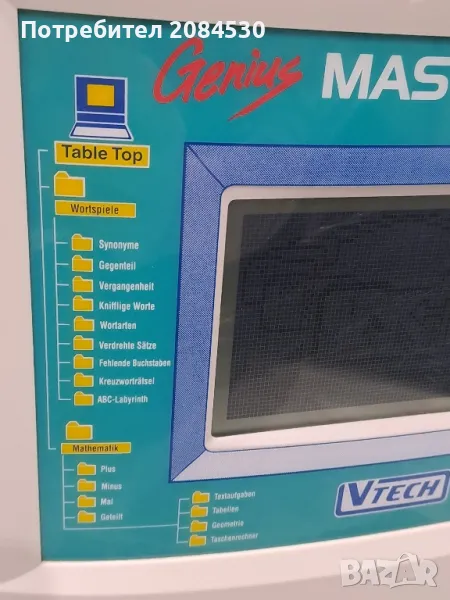 Потребител 2084530
Genius MAS
Table Top
Wortspiele
Synonyme
Gegenteil
Vergangenheit
Knifflige Worte
Wortarten
Verdrehte Sätze
Fehlende Buchstaben
Kreuzworträtsel
ABC-Labyrinth
Mathematik
Plus
Minus
Mal
Geteilt
Textaufgaben
Tabellen
Geometrie
Taschenrechner
VTECH
BAZAR